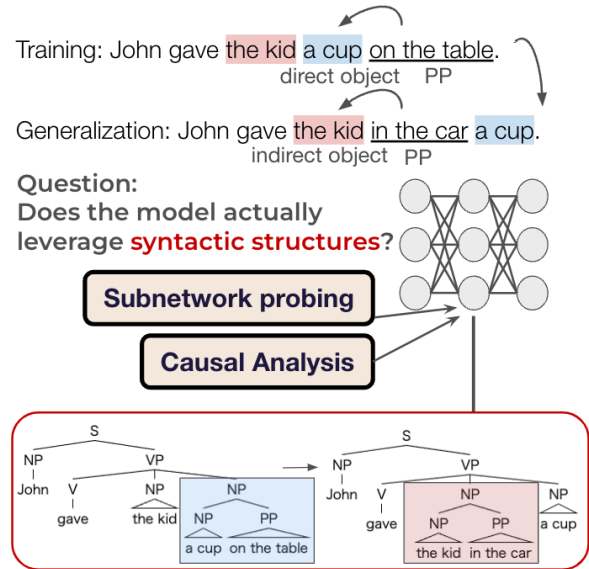 Training: John gave the kid a cup on the table.
direct object PP
Generalization: John gave the kid in the car a cup.
indirect object PP
Question:
Does the model actually
leverage syntactic structures?
Subnetwork probing
Causal Analysis
S
NP VP
John V NP NP
gave the kid NP PP
a cup on the table
S
NP VP
John V NP NP
gave NP PP a cup
the kid in the car